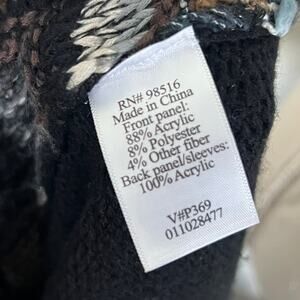 RN# 98516
Made in China
Front panel:
88% Acrylic
8% Polyester
4% Other fiber
Back panel/sleeves:
100% Acrylic
V#P369
011028477